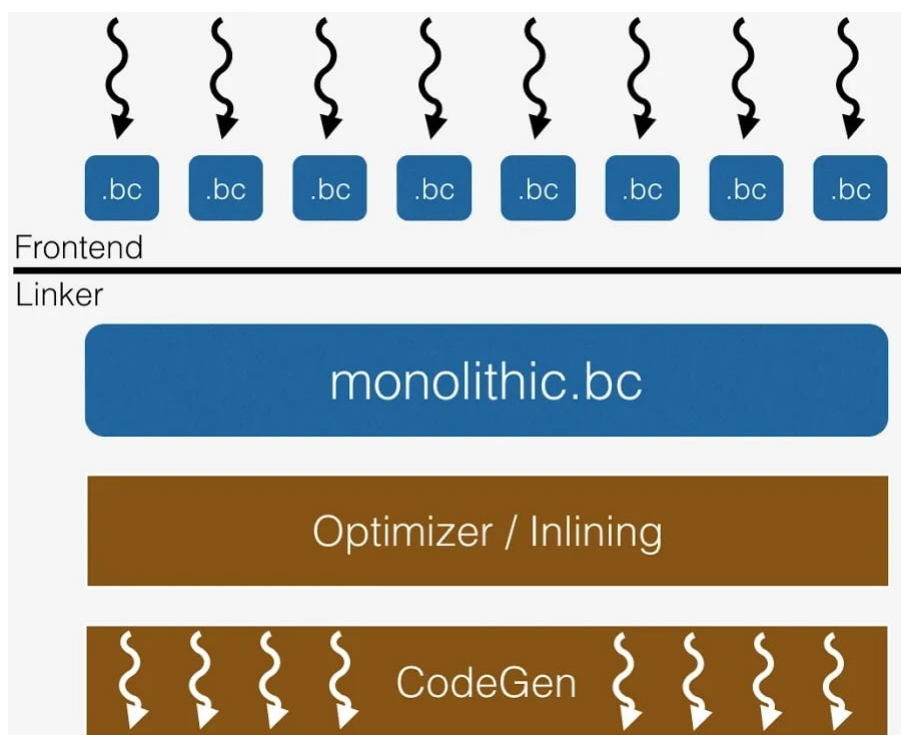 .bc .bc .bc .bc .bc .bc .bc .bc
Frontend
Linker
monolithic.bc
Optimizer / Inlining
CodeGen